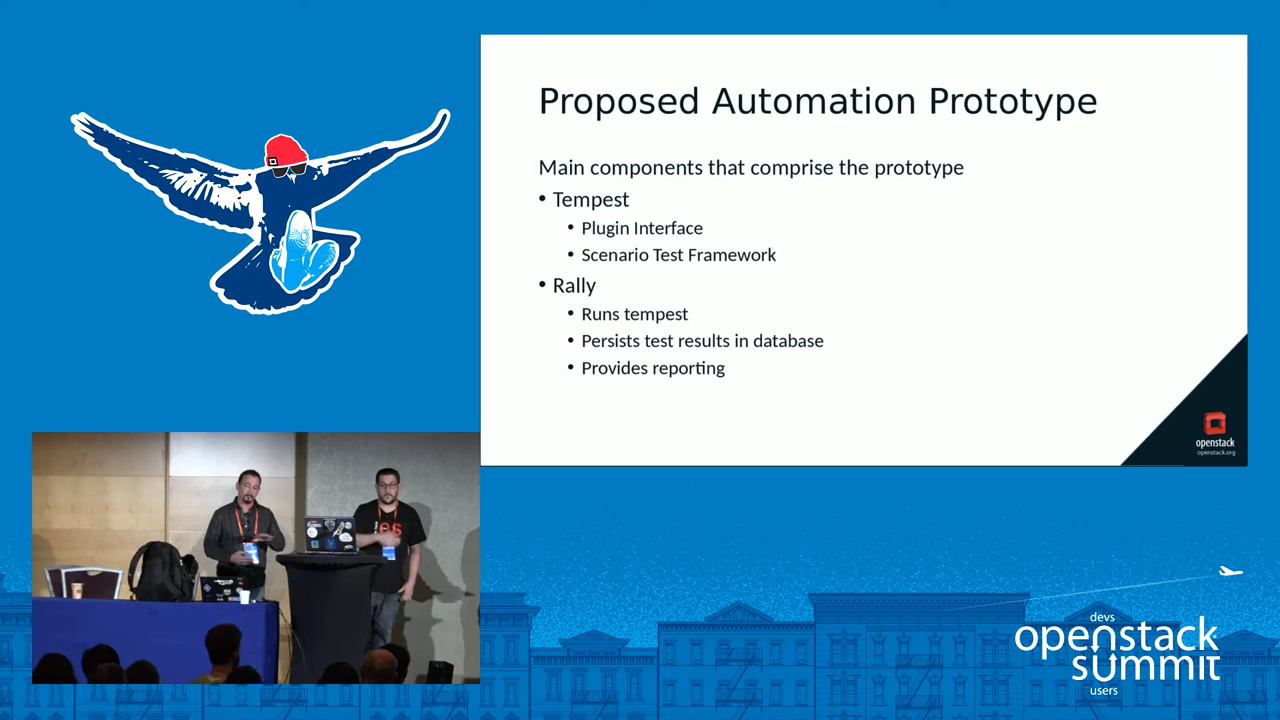 Proposed Automation Prototype
Main components that comprise the prototype
• Tempest
• Plugin Interface
• Scenario Test Framework
• Rally
• Runs tempest
• Persists test results in database
• Provides reporting
openstack
openstack.org
devs
openstack
summit
users